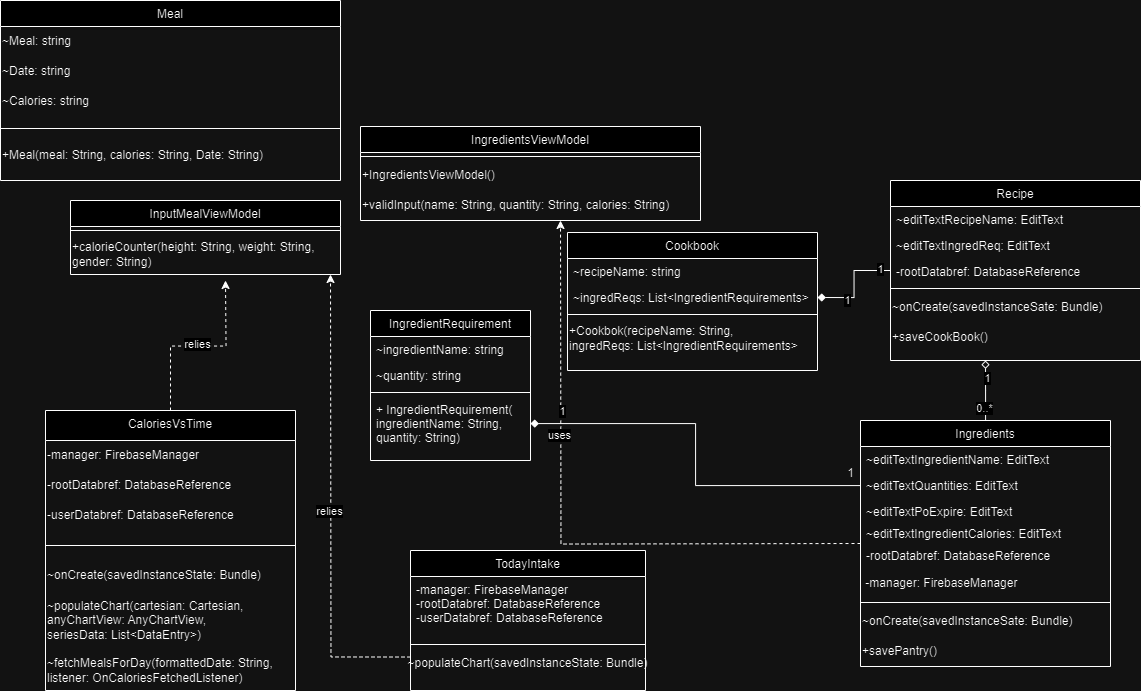 Meal
~Meal: string
~Date: string
~Calories: string
+Meal(meal: String, calories: String, Date: String)
IngredientsViewModel
+IngredientsViewModel()
+validInput(name: String, quantity: String, calories: String)
InputMealViewModel
+calorieCounter(height: String, weight: String,
gender: String)
Recipe
~editTextRecipeName: EditText
~editTextIngredReq: EditText
-rootDatabref: DatabaseReference
~onCreate(savedInstanceSate: Bundle)
+saveCookBook()
Cookbook
~recipeName: string
~ingredReqs: List<IngredientRequirements>
+Cookbok(recipeName: String,
ingredReqs: List<IngredientRequirements>
1
1
IngredientRequirement
~ingredientName: string
~quantity: string
+ IngredientRequirement(
ingredientName: String,
quantity: String)
relies
1
0..*
1
uses
1
CaloriesVsTime
-manager: FirebaseManager
-rootDatabref: DatabaseReference
-userDatabref: DatabaseReference
~onCreate(savedInstanceState: Bundle)
~populateChart(cartesian: Cartesian,
anyChartView: AnyChartView,
seriesData: List<DataEntry>)
~fetchMealsForDay(formattedDate: String,
listener: OnCaloriesFetchedListener)
relies
Ingredients
~editTextIngredientName: EditText
~editTextQuantities: EditText
~editTextPoExpire: EditText
~editTextIngredientCalories: EditText
-rootDatabref: DatabaseReference
-manager: FirebaseManager
~onCreate(savedInstanceSate: Bundle)
+savePantry()
TodayIntake
-manager: FirebaseManager
-rootDatabref: DatabaseReference
-userDatabref: DatabaseReference
~populateChart(savedInstanceState: Bundle)